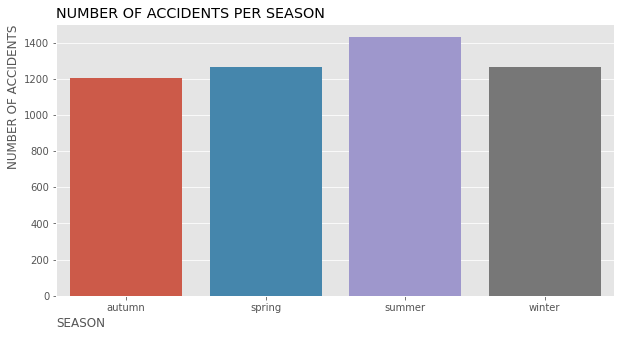 NUMBER OF ACCIDENTS PER SEASON
NUMBER OF ACCIDENTS
1400
1200
1000
800
600
400
200
0
autumn spring summer winter
SEASON